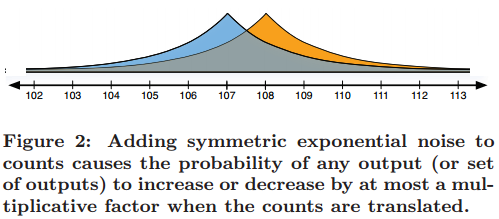 102 103 104 105 106 107 108 109 110 111 112 113
Figure 2: Adding symmetric exponential noise to
counts causes the probability of any output (or set
of outputs) to increase or decrease by at most a mul-
tiplicative factor when the counts are translated.